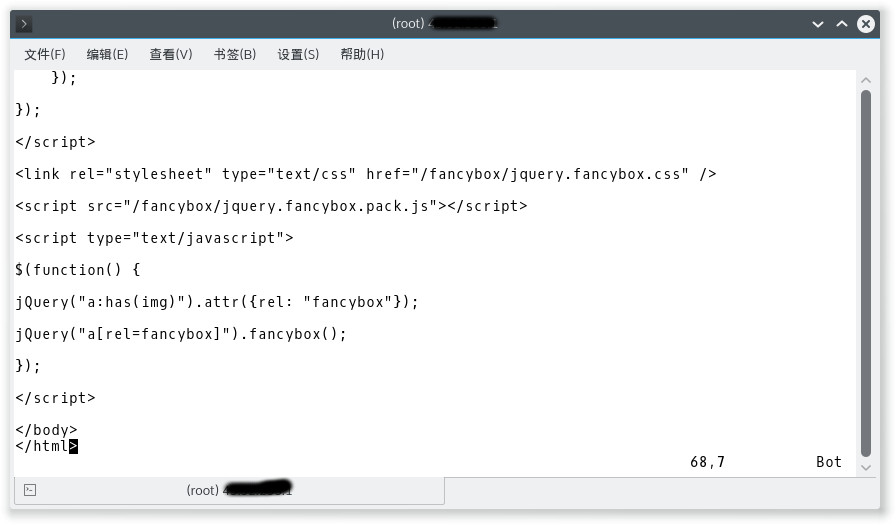 (root)
文件(F) 编辑(E) 查看(V) 书签(B) 设置(S) 帮助(H)
});
});
</script>
<link rel="stylesheet" type="text/css" href="/fancybox/jquery.fancybox.css" />
<script src="/fancybox/jquery.fancybox.pack.js"></script>
<script type="text/javascript">
$(function() {
jQuery("a:has(img)").attr({rel: "fancybox"});
jQuery("a[rel=fancybox]").fancybox();
});
</script>
</body>
</html>
68,7 Bot
(root)